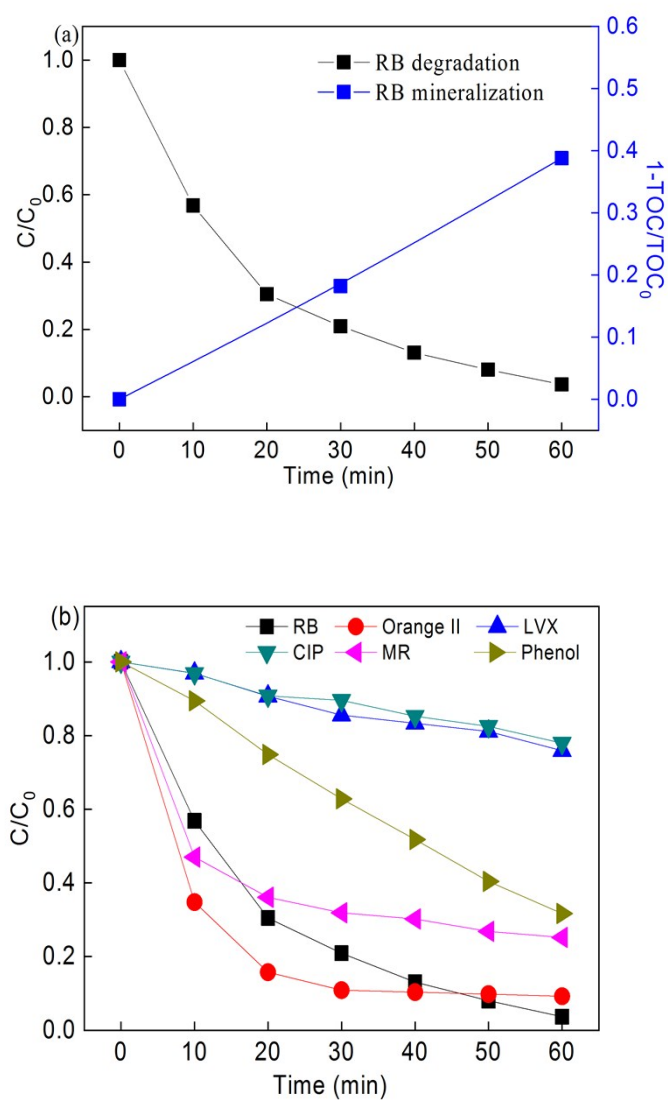 (a)
RB degradation
RB mineralization
1.0
0.8
0.6
0.4
0.2
0.0
C/C0
0.6
0.5
0.4
0.3
0.2
0.1
0.0
1-TOC/TOC0
0 10 20 30 40 50 60
Time (min)
(b)
RB Orange II LVX
CIP MR Phenol
1.0
0.8
0.6
0.4
0.2
0.0
C/C0
0 10 20 30 40 50 60
Time (min)